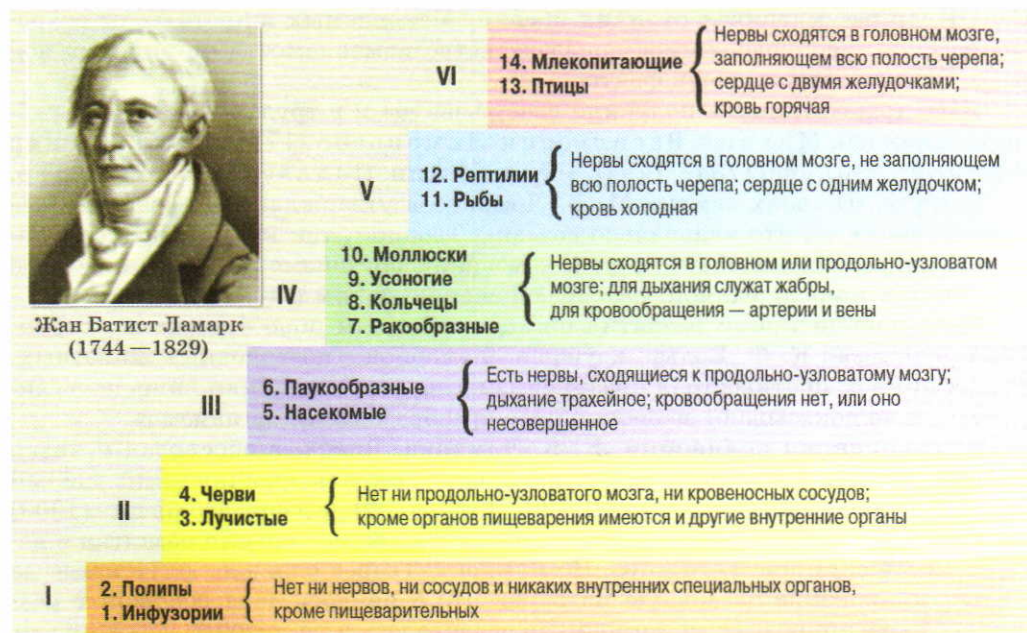 VI
14. Млекопитающие
13. Птицы
Нервы сходятся в головном мозге,
заполняющем всю полость черепа;
сердце с двумя желудочками;
кровь горячая
V
12. Рептилии
11. Рыбы
Нервы сходятся в головном мозге, не заполняющем
всю полость черепа; сердце с одним желудочком;
кровь холодная
Жан Батист Ламарк
(1744—1829)
IV
10. Моллюски
9. Усоногие
8. Кольчецы
7. Ракообразные
Нервы сходятся в головном или продольно-узловатом
мозге; для дыхания служат жабры,
для кровообращения — артерии и вены
III
6. Паукообразные
5. Насекомые
Есть нервы, сходящиеся к продольно-узловатому мозгу;
дыхание трахейное; кровообращения нет, или оно
несовершенное
II
4. Черви
3. Лучистые
Нет ни продольно-узловатого мозга, ни кровеносных сосудов;
кроме органов пищеварения имеются и другие внутренние органы
I
2. Полипы
1. Инфузории
Нет ни нервов, ни сосудов и никаких внутренних специальных органов,
кроме пищеварительных